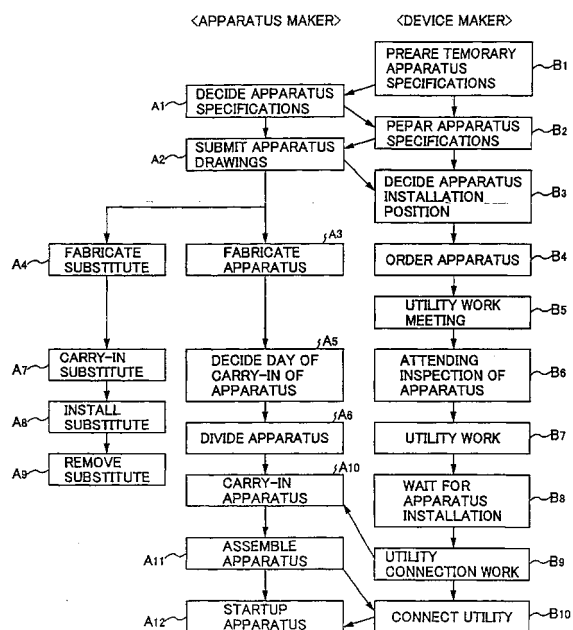 <APPARATUS MAKER>
<DEVICE MAKER>
PREARE TEMORARY
APPARATUS
SPECIFICATIONS
B1
A1
DECIDE APPARATUS
SPECIFICATIONS
PEPAR APPARATUS
SPECIFICATIONS
B2
A2
SUBMIT APPARATUS
DRAWINGS
DECIDE APPARATUS
INSTALLATION
POSITION
B3
A4
FABRICATE
SUBSTITUTE
A3
FABRICATE
APPARATUS
ORDER APPARATUS
B4
UTILITY WORK
MEETING
B5
A7
CARRY-IN
SUBSTITUTE
A5
DECIDE DAY OF
CARRY-IN OF
APPARATUS
ATTENDING
INSPECTION OF
APPARATUS
B6
A8
INSTALL
SUBSTITUTE
A6
DIVIDE APPARATUS
UTILITY WORK
B7
A9
REMOVE
SUBSTITUTE
A10
CARRY-IN
APPARATUS
WAIT FOR
APPARATUS
INSTALLATION
B8
A11
ASSEMBLE
APPARATUS
UTILITY
CONNECTION WORK
B9
A12
STARTUP
APPARATUS
CONNECT UTILITY
B10